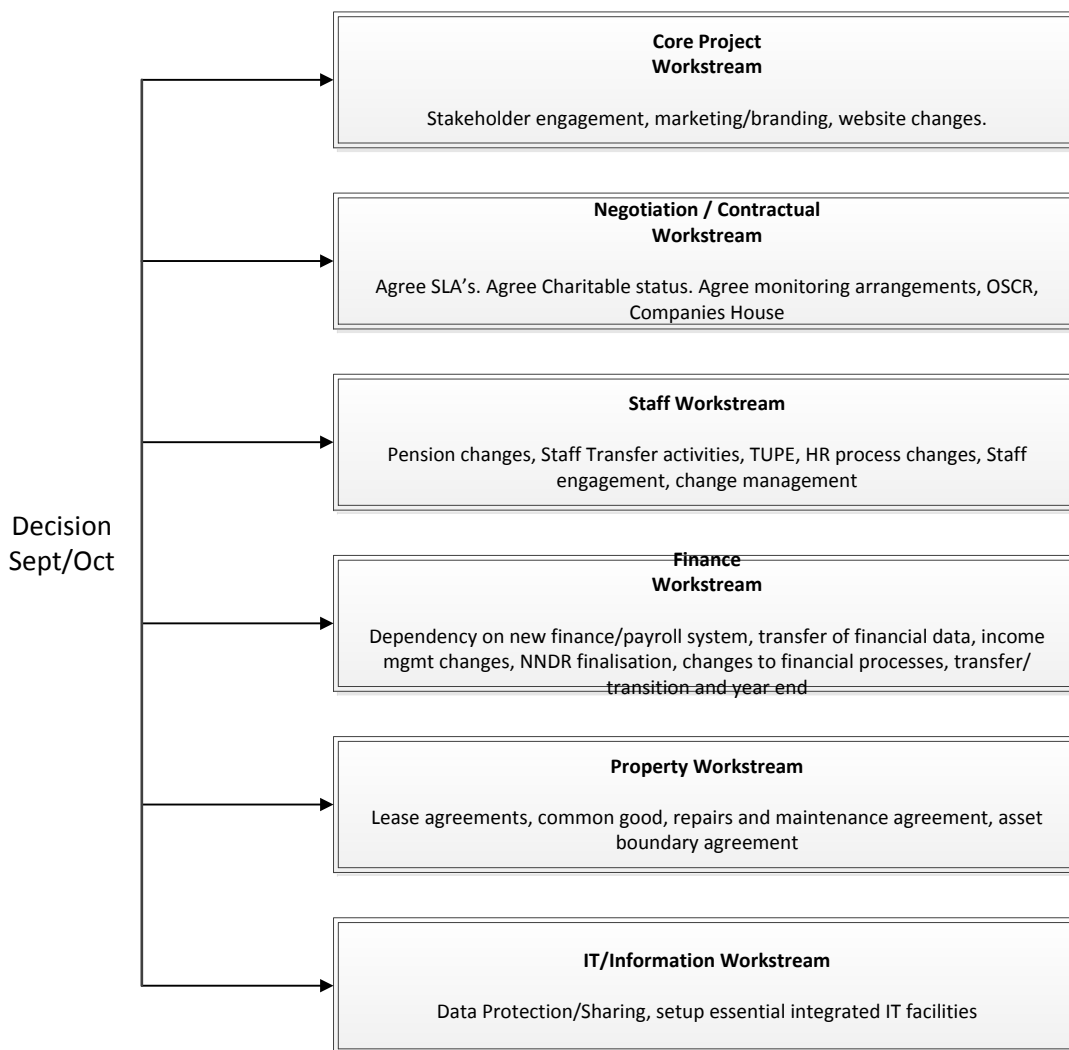 Core Project
Workstream
Stakeholder engagement, marketing/branding, website changes.
Negotiation / Contractual
Workstream
Agree SLA's. Agree Charitable status. Agree monitoring arrangements, OSCR,
Companies House
Staff Workstream
Pension changes, Staff Transfer activities, TUPE, HR process changes, Staff
engagement, change management
Decision
Sept/Oct
Finance
Workstream
Dependency on new finance/payroll system, transfer of financial data, income
mgmt changes, NNDR finalisation, changes to financial processes, transfer/
transition and year end
Property Workstream
Lease agreements, common good, repairs and maintenance agreement, asset
boundary agreement
IT/Information Workstream
Data Protection/Sharing, setup essential integrated IT facilities